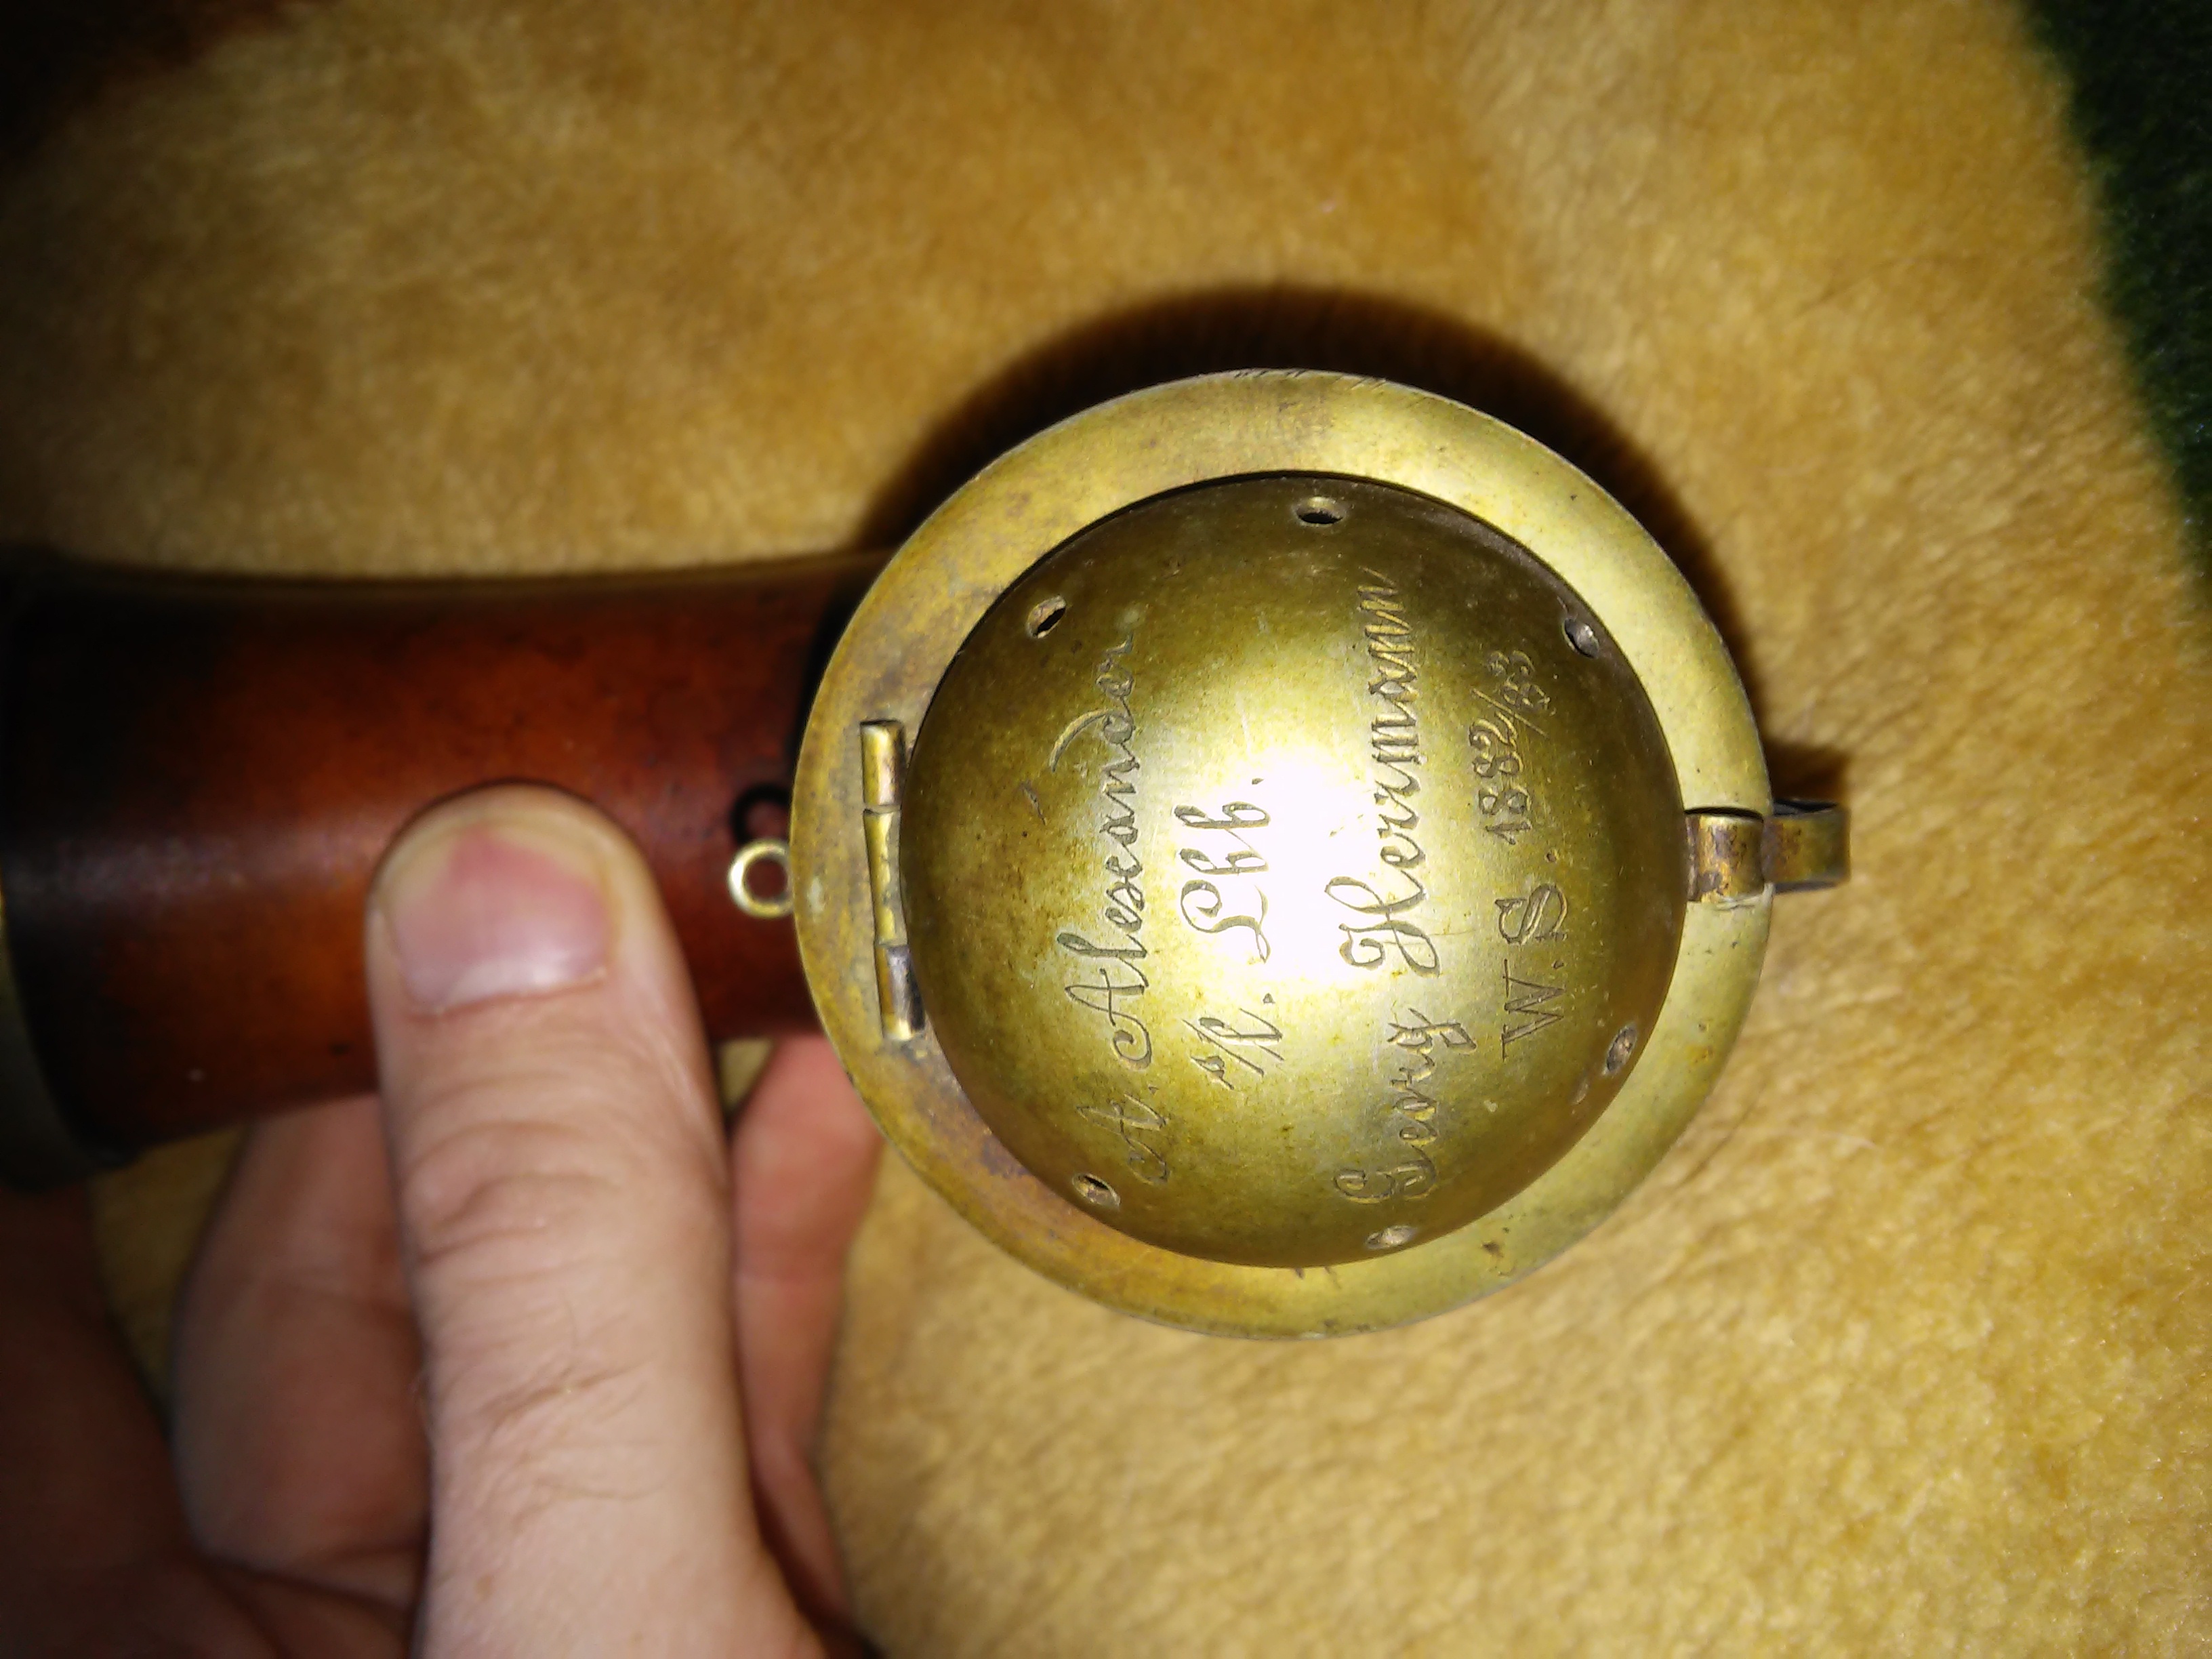 A. Alexander
s/l. Lbb.
Georg Herrmann
W.S. 1882/83